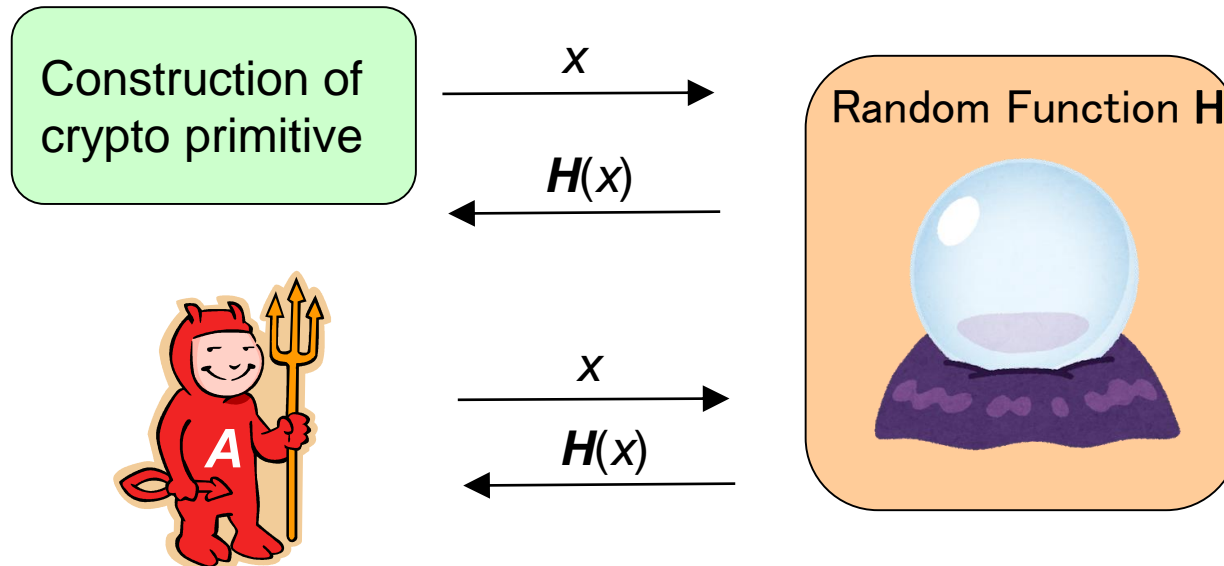 Construction of
crypto primitive
x
H(x)
Random Function H
x
H(x)
A